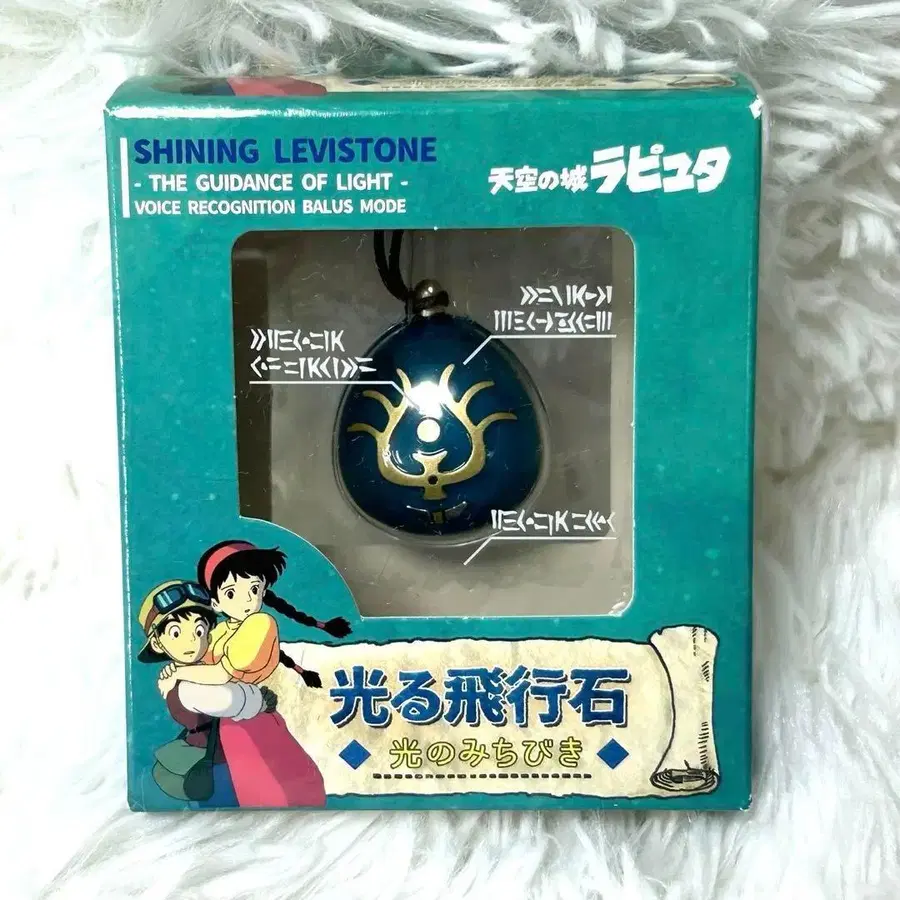 SHINING LEVISTONE
- THE GUIDANCE OF LIGHT -
VOICE RECOGNITION BALUS MODE
天空の城ラピュタ
光る飛行石
光のみちびき